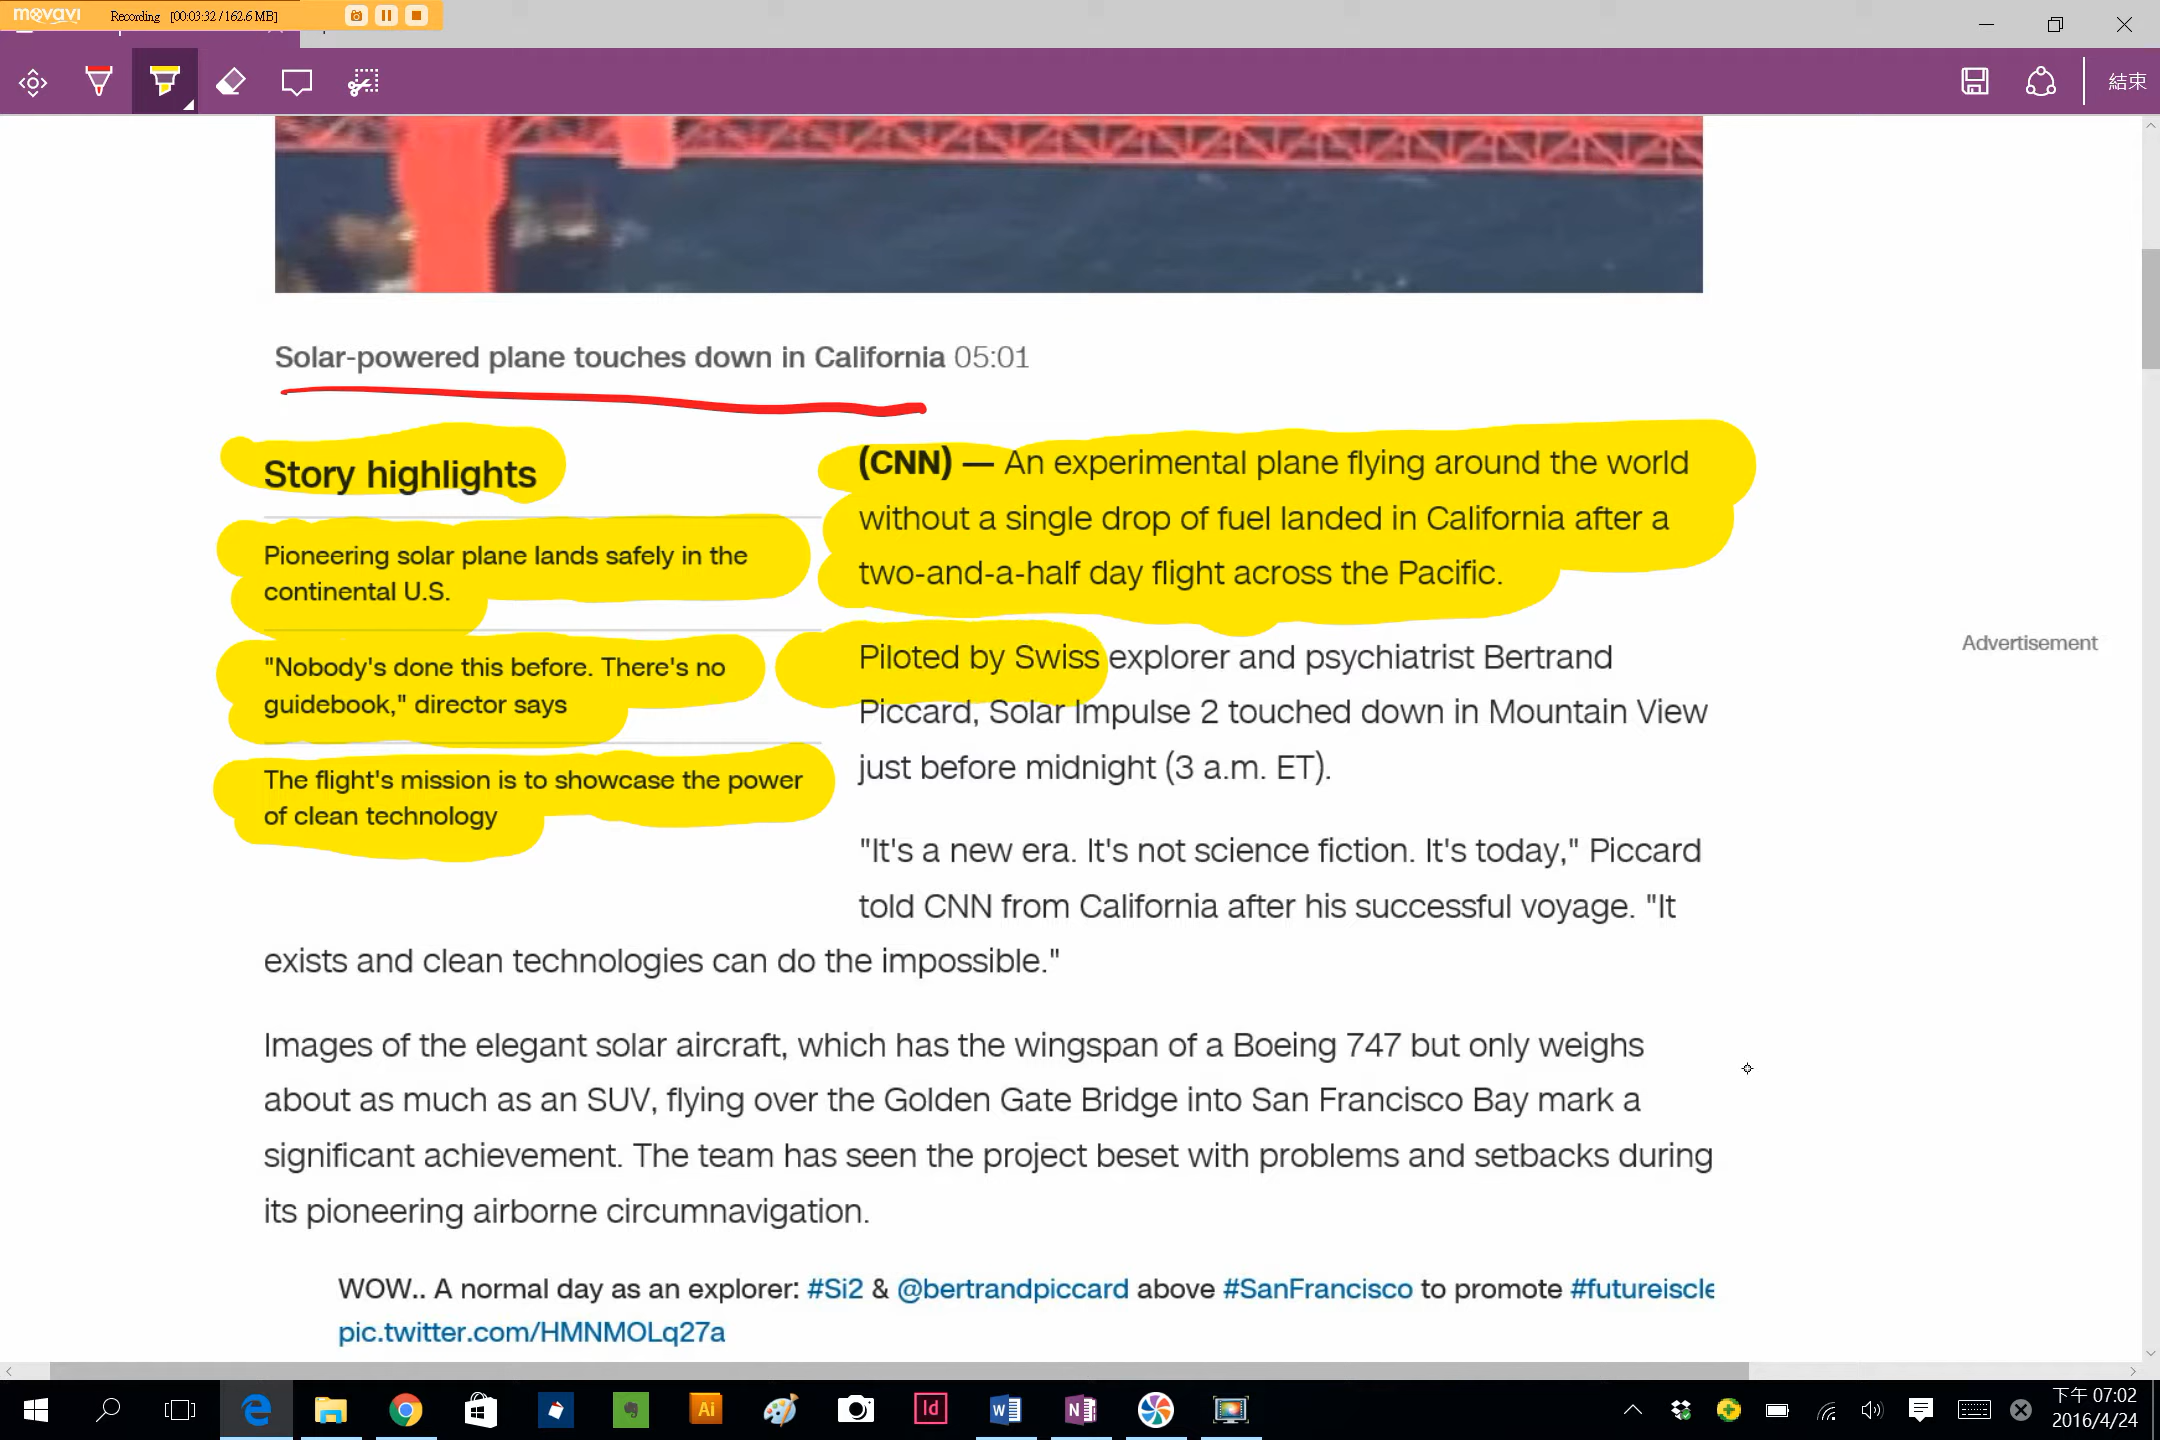 movavi Recording [00:03:32 / 162.6 MB]
結束
Solar-powered plane touches down in California 05:01
Story highlights
Pioneering solar plane lands safely in the
continental U.S.
"Nobody's done this before. There's no
guidebook," director says
The flight's mission is to showcase the power
of clean technology
(CNN) — An experimental plane flying around the world
without a single drop of fuel landed in California after a
two-and-a-half day flight across the Pacific.
Piloted by Swiss explorer and psychiatrist Bertrand
Piccard, Solar Impulse 2 touched down in Mountain View
just before midnight (3 a.m. ET).
"It's a new era. It's not science fiction. It's today," Piccard
told CNN from California after his successful voyage. "It
exists and clean technologies can do the impossible."
Advertisement
Images of the elegant solar aircraft, which has the wingspan of a Boeing 747 but only weighs
about as much as an SUV, flying over the Golden Gate Bridge into San Francisco Bay mark a
significant achievement. The team has seen the project beset with problems and setbacks during
its pioneering airborne circumnavigation.
WOW.. A normal day as an explorer: #Si2 & @bertrandpiccard above #SanFrancisco to promote #futureiscle
pic.twitter.com/HMNMOLq27a
Ai
Id
W
N
下午 07:02
2016/4/24